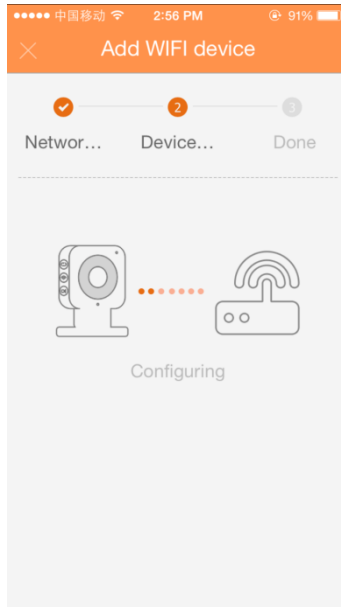 中国移动 2:56 PM 91%
Add WIFI device
2 3
Networ... Device... Done
Configuring